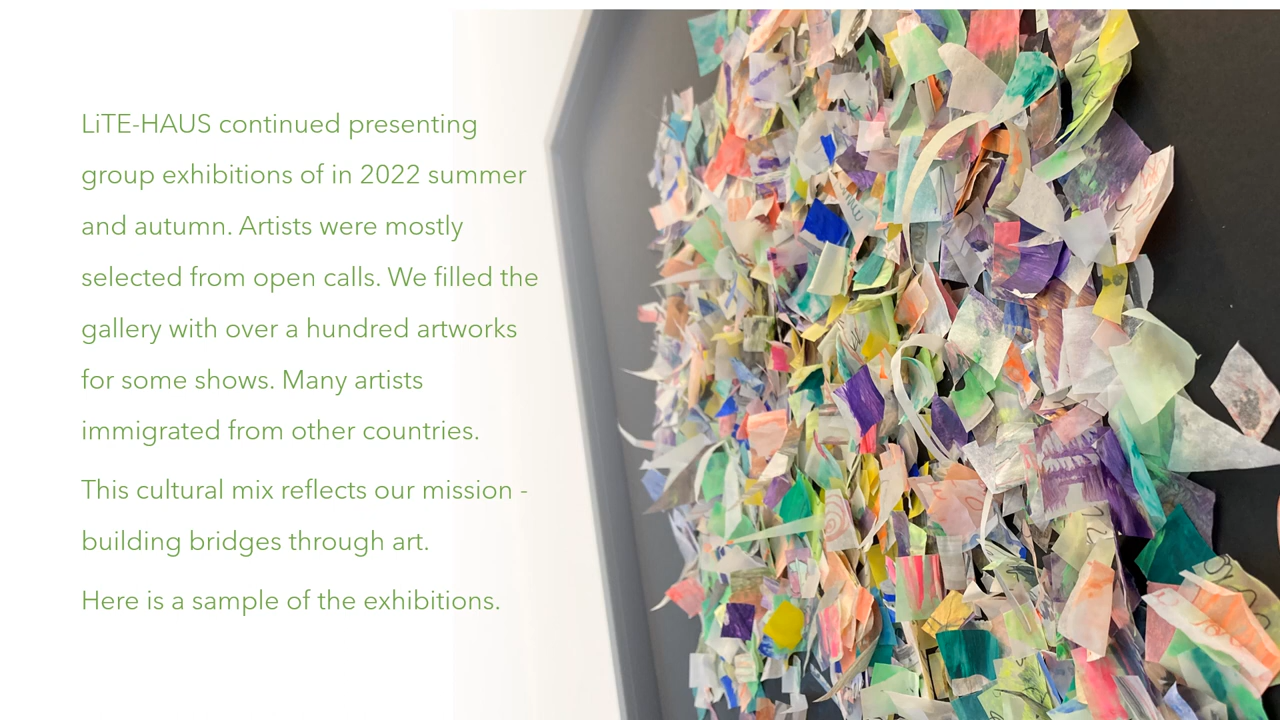 LiTE-HAUS continued presenting
group exhibitions of in 2022 summer
and autumn. Artists were mostly
selected from open calls. We filled the
gallery with over a hundred artworks
for some shows. Many artists
immigrated from other countries.
This cultural mix reflects our mission -
building bridges through art.
Here is a sample of the exhibitions.